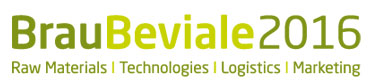 BrauBeviale2016
Raw Materials | Technologies | Logistics | Marketing